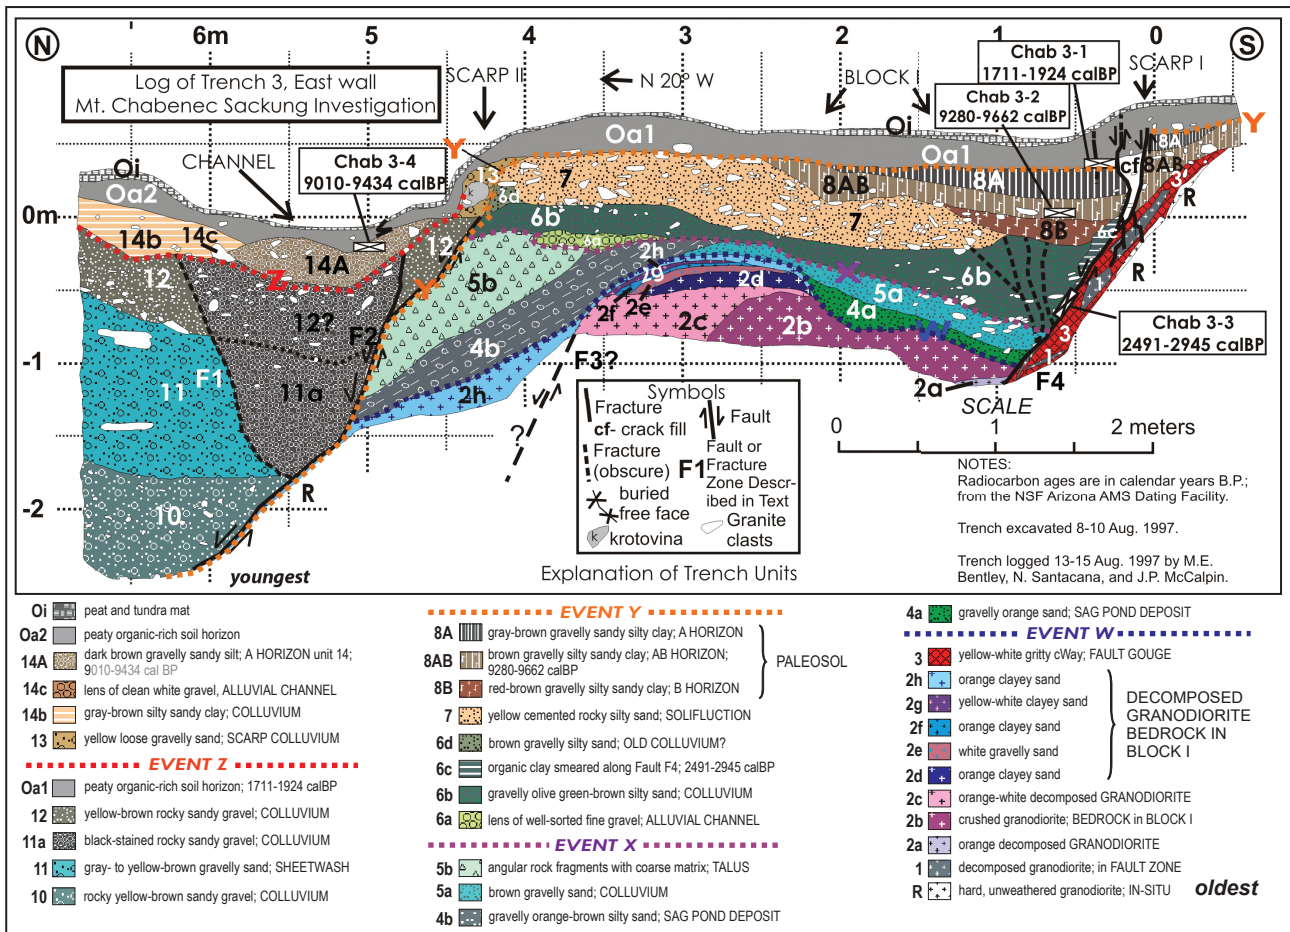 N
6m
5
4
3
2
1
0
S
Log of Trench 3, East wall
Mt. Chabenec Sackung Investigation
SCARP II
N 20° W
BLOCK I
Chab 3-1
1711-1924 calBP
SCARP I
Chab 3-2
9280-9662 calBP
Oi
CHANNEL
Chab 3-4
9010-9434 calBP
Y
Oa1
Oi
Oa1
Y
Oa2
13
k
6d
7
8AB
8A
cf
8A
8AB
3
R
0m
14b
14c
14A
12
6b
7
8B
6c
12
Z
Y
6a
2h
X
6b
R
1
5b
2g
2d
5a
12?
2f
2e
4a
W
F2
4b
2c
2b
3
Chab 3-3
2491-2945 calBP
-1
11
F1
11a
2h
F3?
1
F4
2a
SCALE
0
1
2 meters
Symbols
Fracture
Fault
cf- crack fill
Fracture
(obscure)
F1
Fault or
Fracture
Zone Descr-
ibed in Text
buried
free face
k
krotovina
Granite
clasts
?
R
-2
10
youngest
NOTES:
Radiocarbon ages are in calendar years B.P.;
from the NSF Arizona AMS Dating Facility.
Trench excavated 8-10 Aug. 1997.
Trench logged 13-15 Aug. 1997 by M.E.
Bentley, N. Santacana, and J.P. McCalpin.
Explanation of Trench Units
Oi peat and tundra mat
Oa2 peaty organic-rich soil horizon
14A dark brown gravelly sandy silt; A HORIZON unit 14;
9010-9434 cal BP
14c lens of clean white gravel, ALLUVIAL CHANNEL
14b gray-brown silty sandy clay; COLLUVIUM
13 yellow loose gravelly sand; SCARP COLLUVIUM
EVENT Z
Oa1 peaty organic-rich soil horizon; 1711-1924 calBP
12 yellow-brown rocky sandy gravel; COLLUVIUM
11a black-stained rocky sandy gravel; COLLUVIUM
11 gray- to yellow-brown gravelly sand; SHEETWASH
10 rocky yellow-brown sandy gravel; COLLUVIUM
EVENT Y
8A gray-brown gravelly sandy silty clay; A HORIZON
8AB brown gravelly silty sandy clay; AB HORIZON;
9280-9662 calBP
8B red-brown gravelly silty sandy clay; B HORIZON
PALEOSOL
7 yellow cemented rocky silty sand; SOLIFLUCTION
6d brown gravelly silty sand; OLD COLLUVIUM?
6c organic clay smeared along Fault F4; 2491-2945 calBP
6b gravelly olive green-brown silty sand; COLLUVIUM
6a lens of well-sorted fine gravel; ALLUVIAL CHANNEL
EVENT X
5b angular rock fragments with coarse matrix; TALUS
5a brown gravelly sand; COLLUVIUM
4b gravelly orange-brown silty sand; SAG POND DEPOSIT
4a gravelly orange sand; SAG POND DEPOSIT
EVENT W
3 yellow-white gritty cWay; FAULT GOUGE
2h orange clayey sand
2g yellow-white clayey sand
2f orange clayey sand
2e white gravelly sand
2d orange clayey sand
DECOMPOSED
GRANODIORITE
BEDROCK IN
BLOCK I
2c orange-white decomposed GRANODIORITE
2b crushed granodiorite; BEDROCK in BLOCK I
2a orange decomposed GRANODIORITE
1 decomposed granodiorite; in FAULT ZONE
R hard, unweathered granodiorite; IN-SITU
oldest